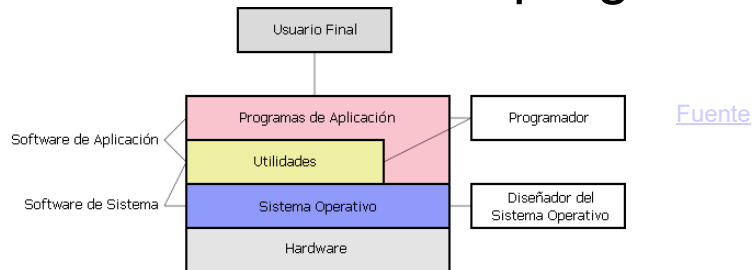 Usuario Final
Programas de Aplicación
Programador
Fuente
Software de Aplicación
Utilidades
Software de Sistema
Sistema Operativo
Diseñador del
Sistema Operativo
Hardware